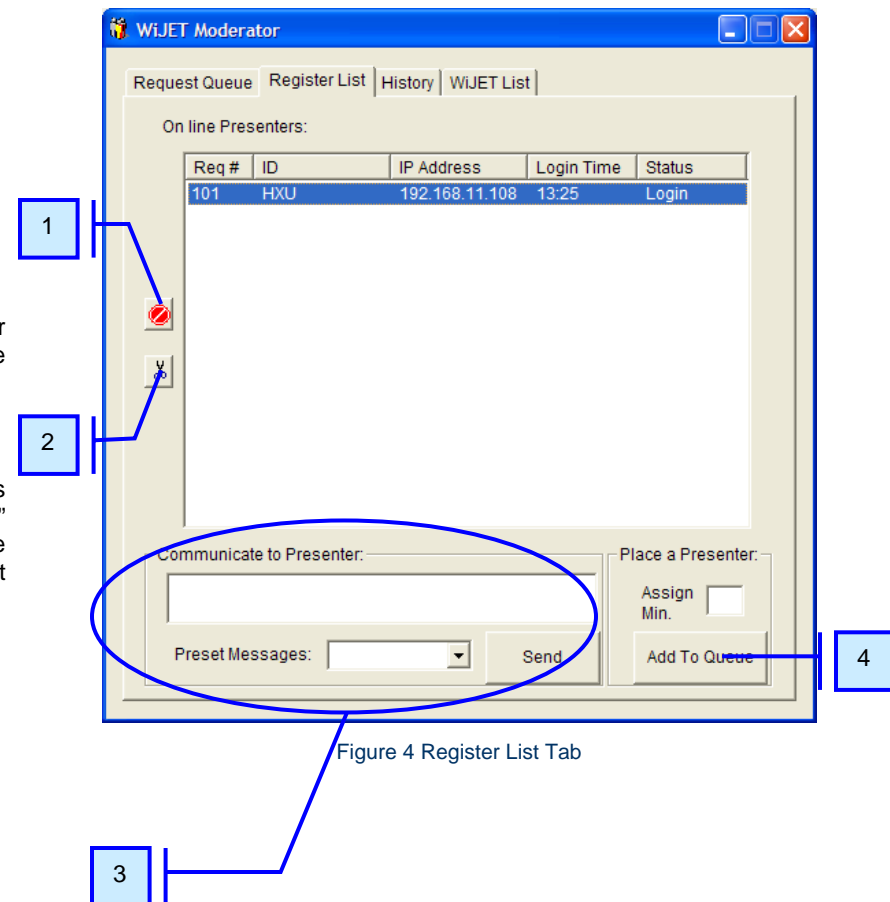 WiJET Moderator
Request Queue Register List History WiJET List
On line Presenters:
Req # ID IP Address Login Time Status
101 HXU 192.168.11.108 13:25 Login
1
r
e
2
s
”
e
t
Communicate to Presenter:
Place a Presenter:
Assign
Min.
Preset Messages:
Send
Add To Queue
4
Figure 4 Register List Tab
3